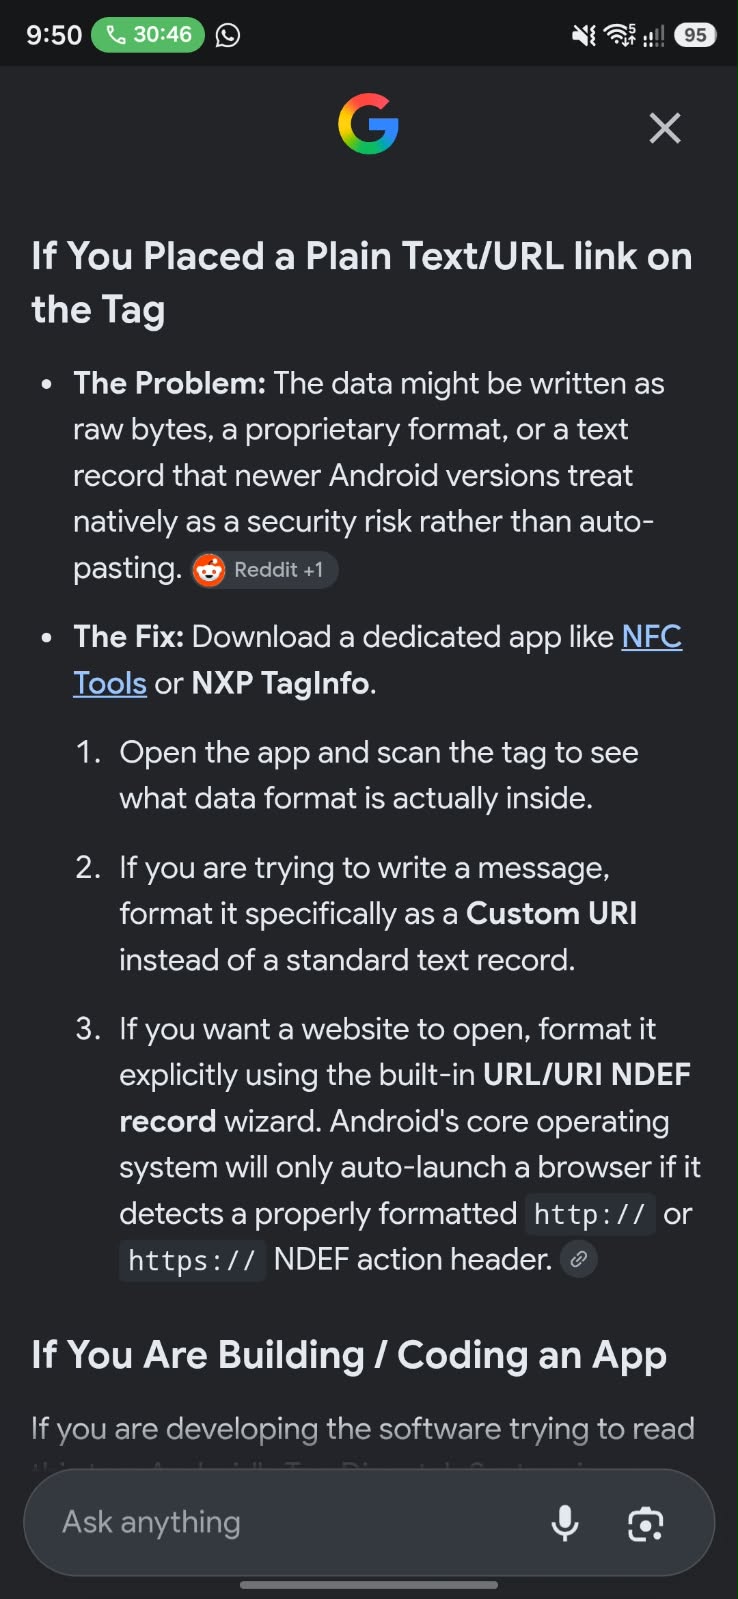 9:50 30:46 95
If You Placed a Plain Text/URL link on
the Tag
• The Problem: The data might be written as
raw bytes, a proprietary format, or a text
record that newer Android versions treat
natively as a security risk rather than auto-
pasting. Reddit +1
• The Fix: Download a dedicated app like NFC
Tools or NXP TagInfo.
1. Open the app and scan the tag to see
what data format is actually inside.
2. If you are trying to write a message,
format it specifically as a Custom URI
instead of a standard text record.
3. If you want a website to open, format it
explicitly using the built-in URL/URI NDEF
record wizard. Android's core operating
system will only auto-launch a browser if it
detects a properly formatted http:// or
https:// NDEF action header.
If You Are Building / Coding an App
If you are developing the software trying to read
Ask anything